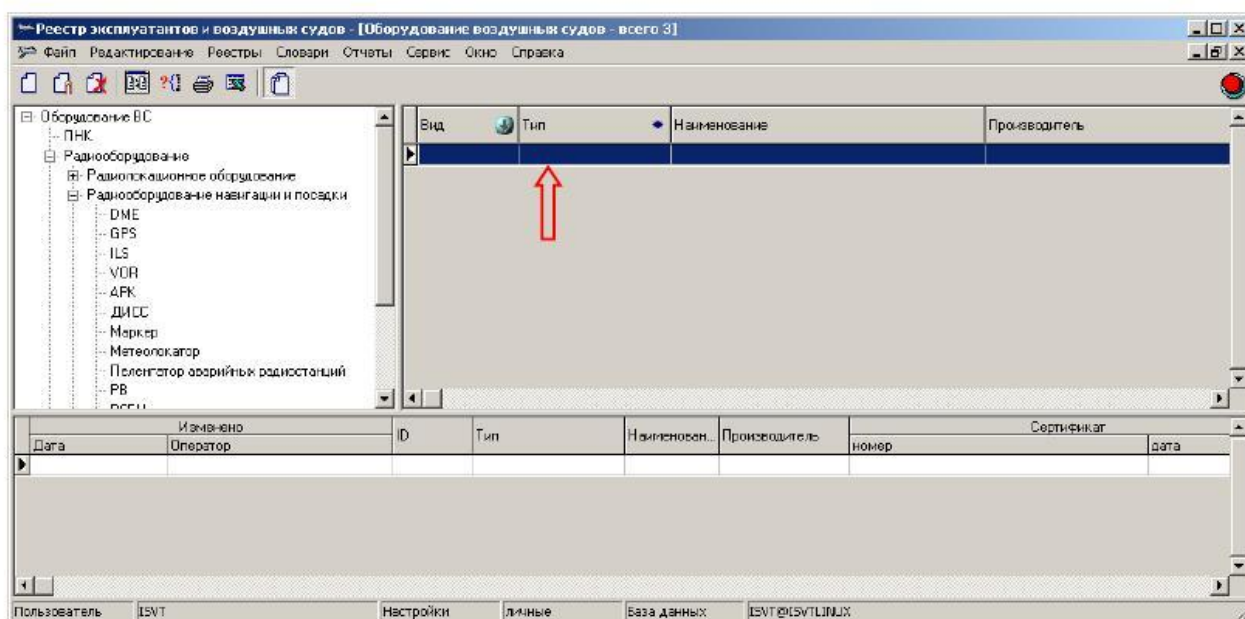 Реестр эксплуатантов и воздушных судов - [Оборудование воздушных судов - всего 3]
Файл Редактирование Реестры Словари Отчеты Сервис Окно Справка
Оборудование ВС
ПНК
Радиооборудование
Радиолокационное оборудование
Радиооборудование навигации и посадки
DME
GPS
ILS
VOR
АРК
ДИСС
Маркер
Метеолокатор
Пеленгатор аварийных радиостанций
РВ
Вид Тип Наименование Производитель
Изменено ID Тип Наименован... Производитель Сертификат
Дата Оператор номер дата
Пользователь ISVT Настройки личные База данных ISVT@ISVTLINUX